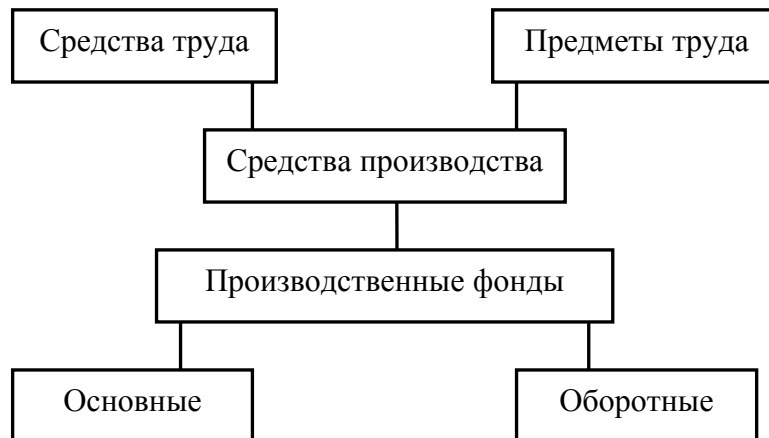 Средства труда
Предметы труда
Средства производства
Производственные фонды
Основные
Оборотные